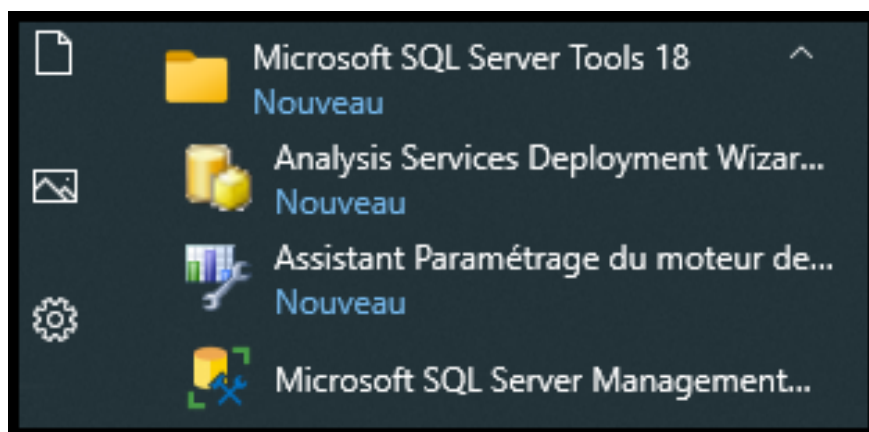 Microsoft SQL Server Tools 18
Nouveau
Analysis Services Deployment Wizar...
Nouveau
Assistant Paramétrage du moteur de...
Nouveau
Microsoft SQL Server Management...